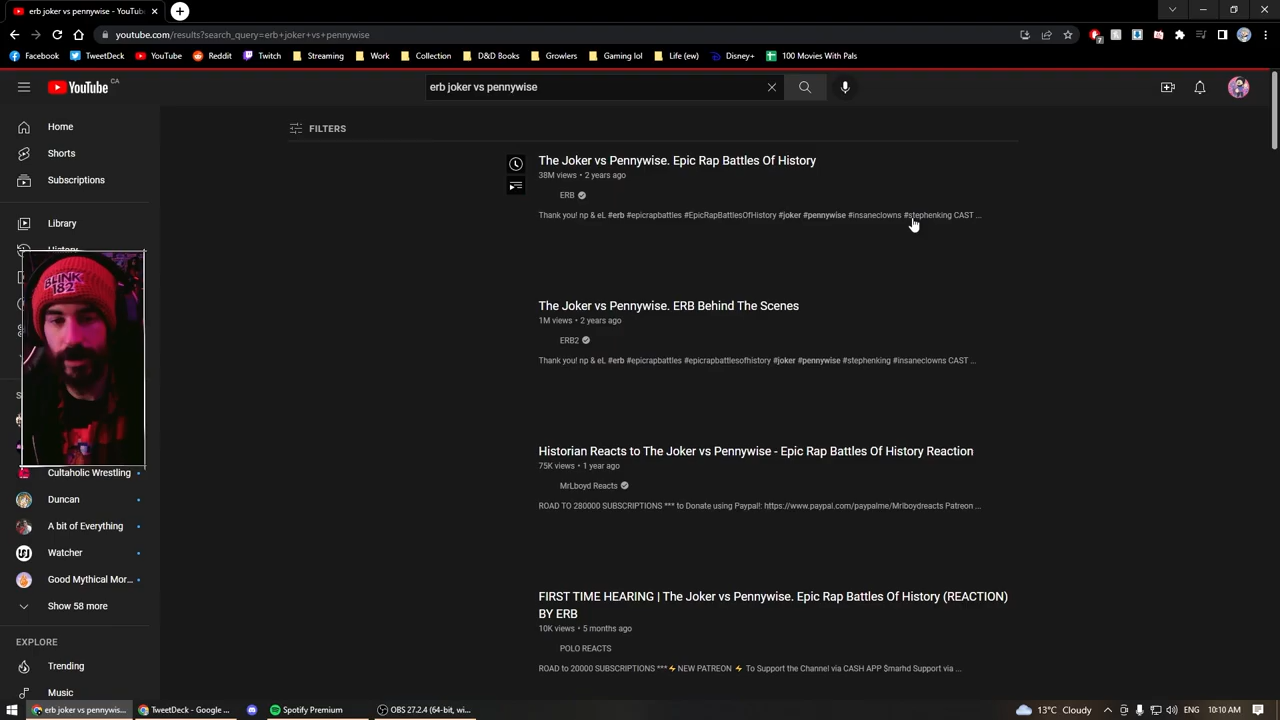 erb joker vs pennywise - YouTu
youtube.com/results?search_query=erb+joker+vs+pennywise
7
Facebook TweetDeck YouTube Reddit Twitch Streaming Work Collection D&D Books Growlers Gaming lol Life (ew) Disney+ 100 Movies With Pals
YouTube CA
erb joker vs pennywise
Home
Shorts
Subscriptions
Library
History
BLINK
182
Cultaholic Wrestling
Duncan
A bit of Everything
Watcher
Good Mythical Mor...
Show 58 more
EXPLORE
Trending
Music
FILTERS
The Joker vs Pennywise. Epic Rap Battles Of History
38M views • 2 years ago
ERB
Thank you! np & eL #erb #epicrapbattles #EpicRapBattlesOfHistory #joker #pennywise #insaneclowns #stephenking CAST ...
The Joker vs Pennywise. ERB Behind The Scenes
1M views • 2 years ago
ERB2
Thank you! np & eL #erb #epicrapbattles #epicrapbattlesofhistory #joker #pennywise #stephenking #insaneclowns CAST ...
Historian Reacts to The Joker vs Pennywise - Epic Rap Battles Of History Reaction
75K views • 1 year ago
MrLboyd Reacts
ROAD TO 280000 SUBSCRIPTIONS *** to Donate using Paypal!: https://www.paypal.com/paypalme/Mrlboydreacts Patreon ...
FIRST TIME HEARING | The Joker vs Pennywise. Epic Rap Battles Of History (REACTION)
BY ERB
10K views • 5 months ago
POLO REACTS
ROAD to 20000 SUBSCRIPTIONS ***⚡NEW PATREON ⚡ To Support the Channel via CASH APP $marhd Support via ...
erb joker vs pennywis... TweetDeck - Google ... Spotify Premium OBS 27.2.4 (64-bit, wi... 13°C Cloudy ENG 10:10 AM